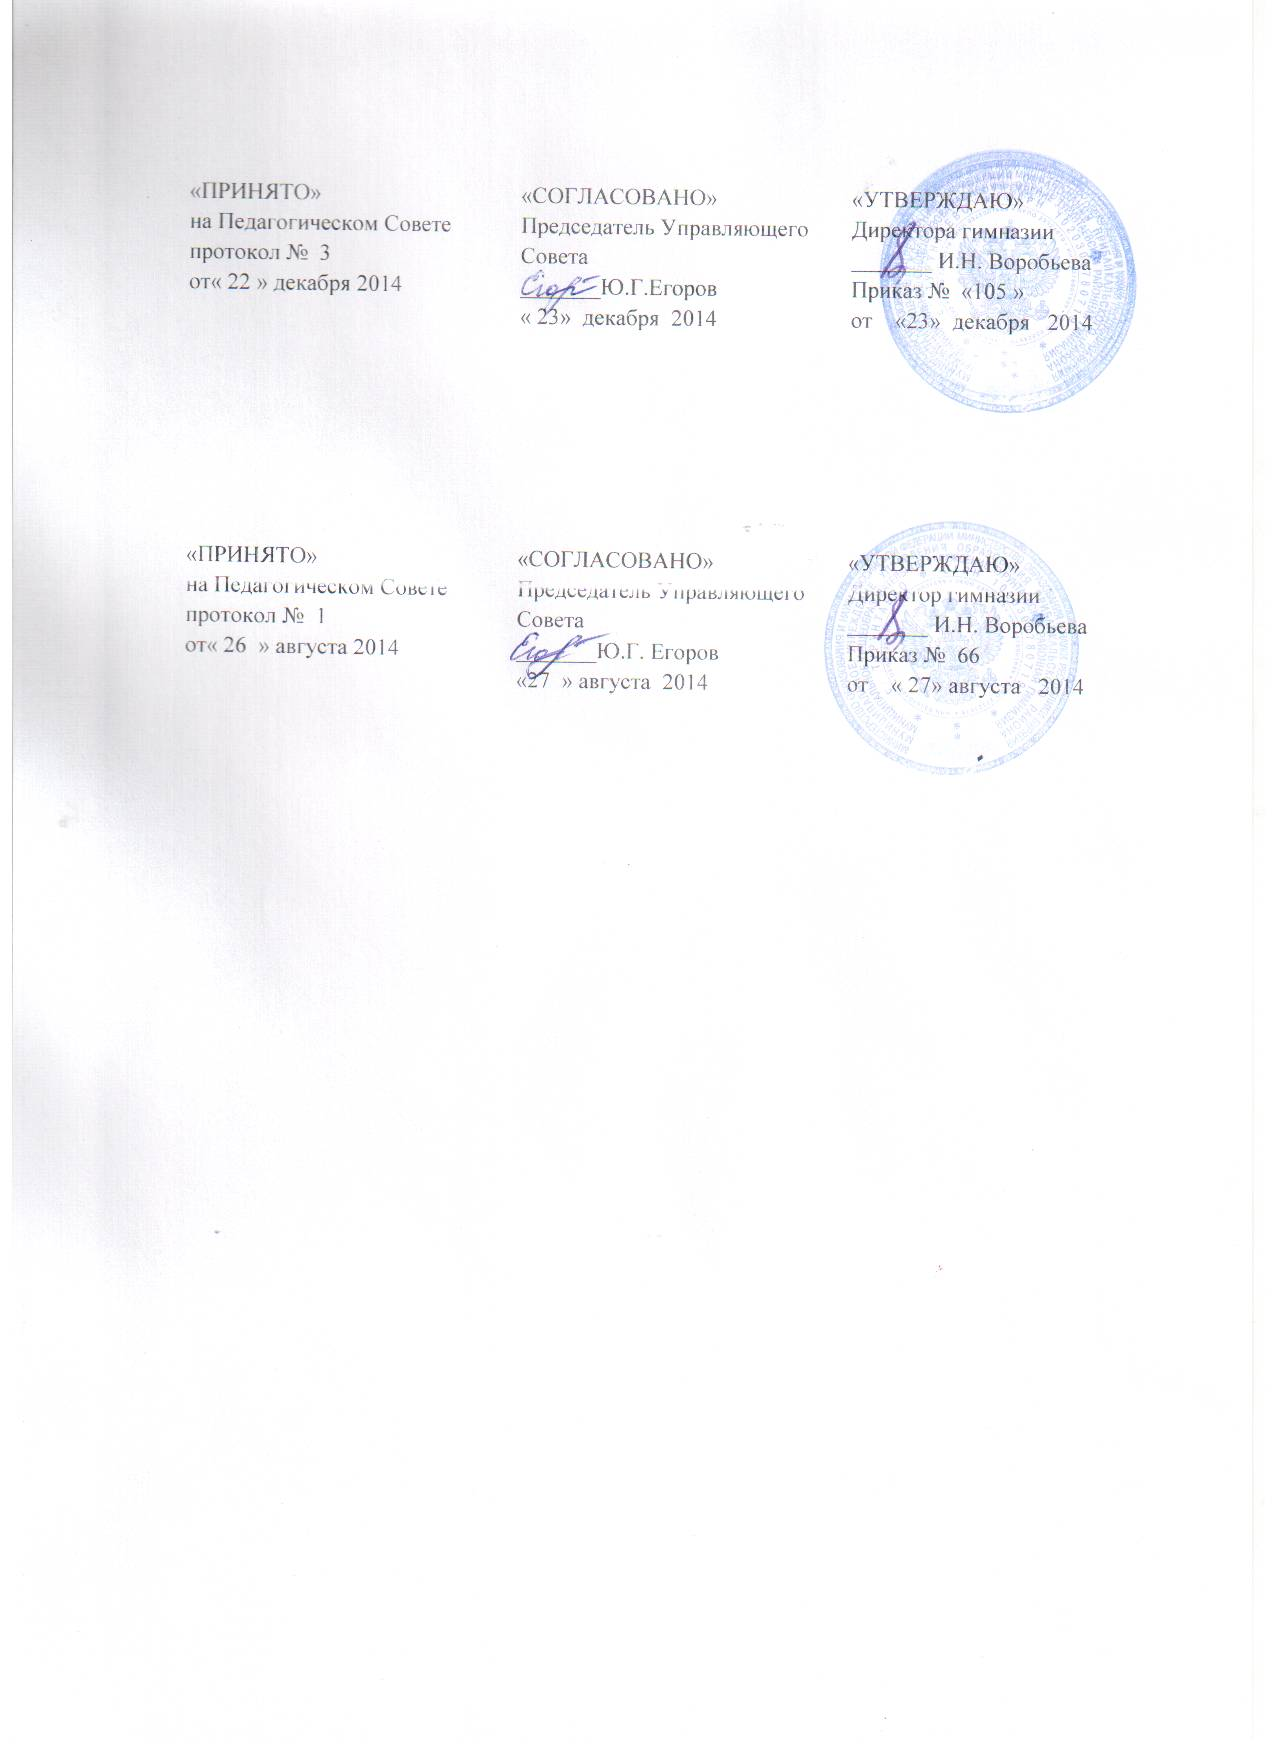 «ПРИНЯТО»
на Педагогическом Совете
протокол № 3
от« 22 » декабря 2014
«СОГЛАСОВАНО»
Председатель Управляющего
Совета
Ю.Г.Егоров
« 23» декабря 2014
«УТВЕРЖДАЮ»
Директора гимназии
И.Н. Воробьева
Приказ № «105 »
от «23» декабря 2014
«ПРИНЯТО»
на Педагогическом Совете
протокол № 1
от« 26 » августа 2014
«СОГЛАСОВАНО»
Председатель Управляющего
Совета
Ю.Г. Егоров
«27 » августа 2014
«УТВЕРЖДАЮ»
Директор гимназии
И.Н. Воробьева
Приказ № 66
от « 27» августа 2014